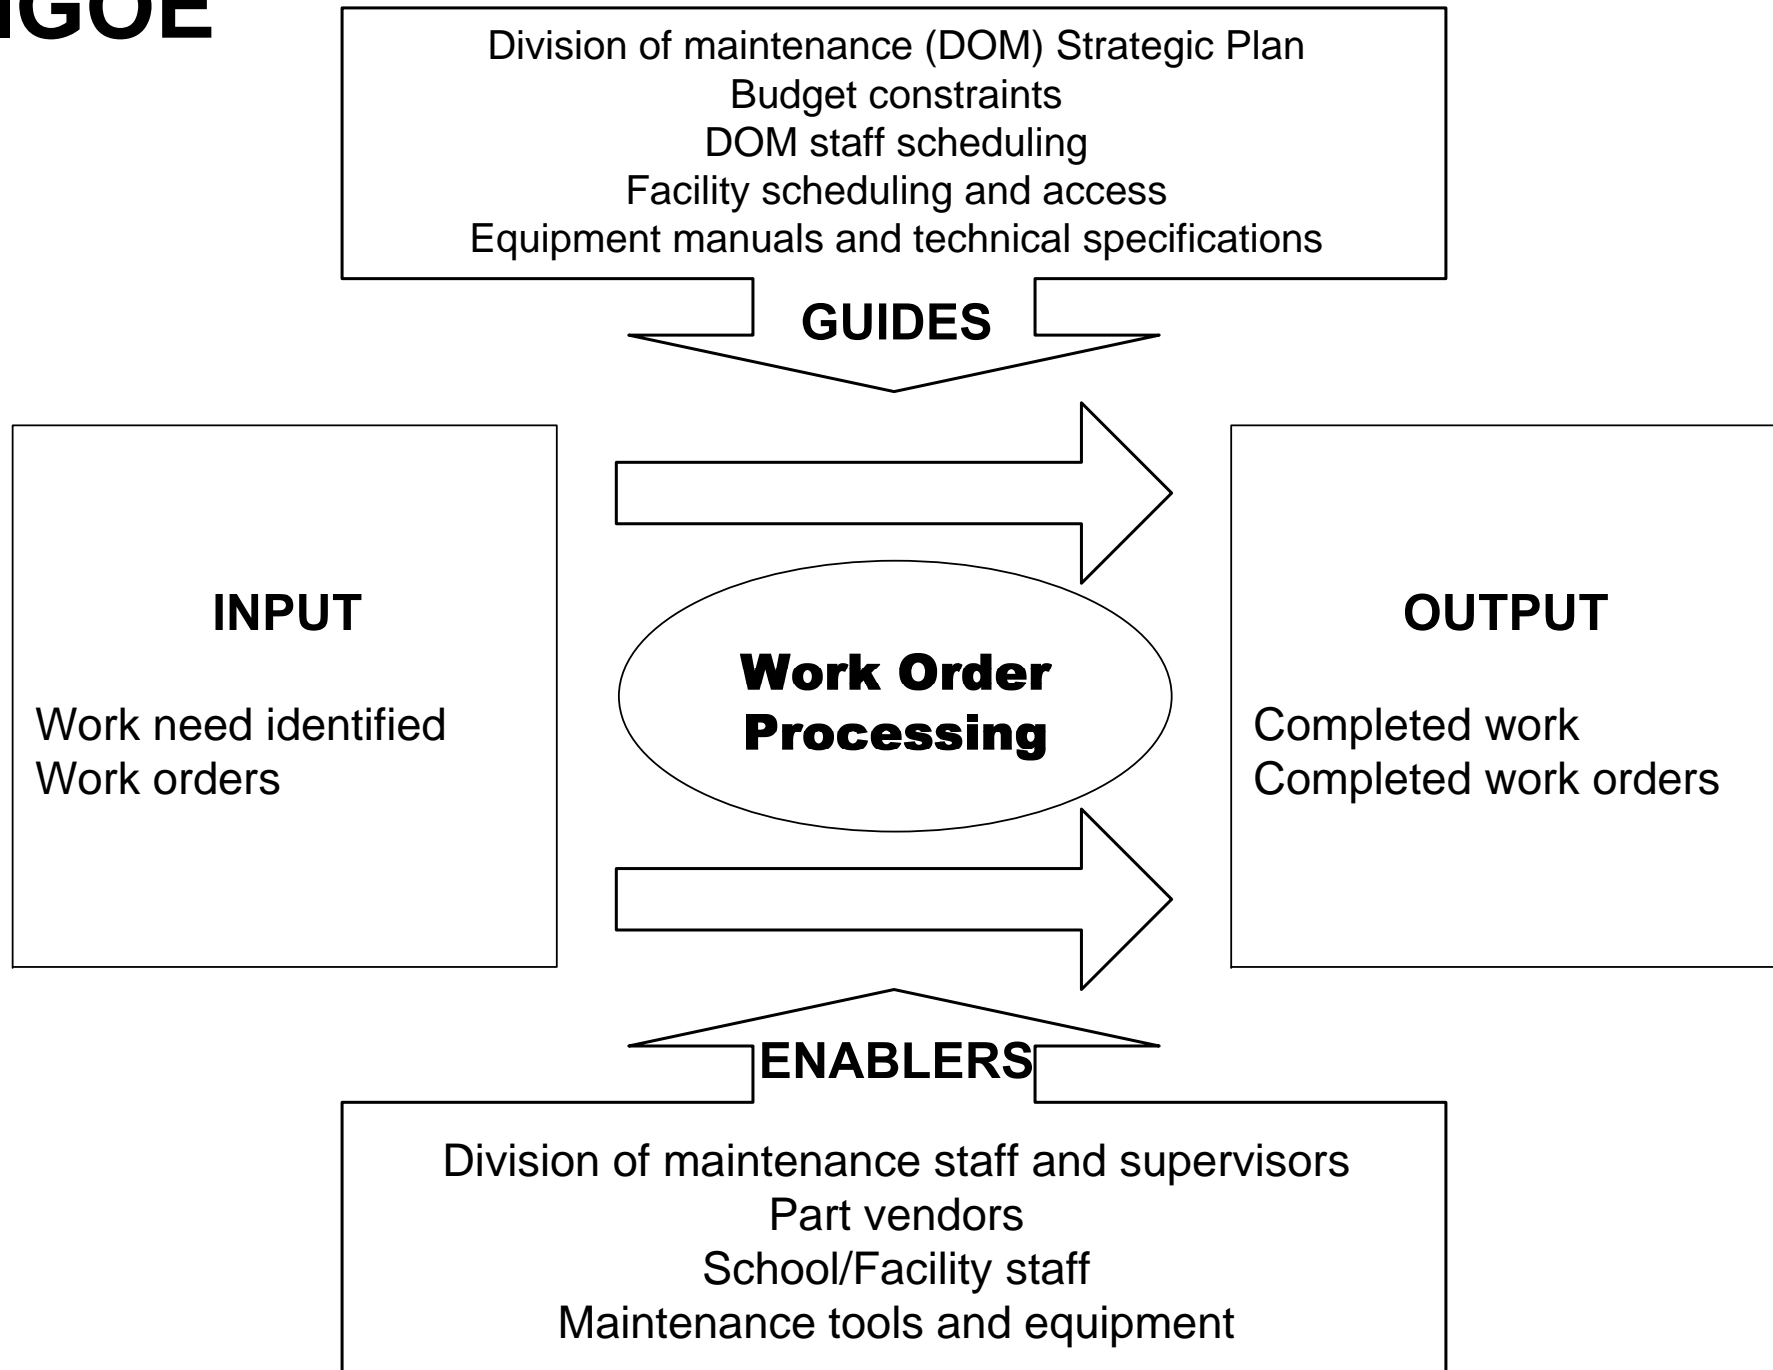 IGOE
Division of maintenance (DOM) Strategic Plan
Budget constraints
DOM staff scheduling
Facility scheduling and access
Equipment manuals and technical specifications
GUIDES
INPUT
Work need identified
Work orders
Work Order
Processing
OUTPUT
Completed work
Completed work orders
ENABLERS
Division of maintenance staff and supervisors
Part vendors
School/Facility staff
Maintenance tools and equipment